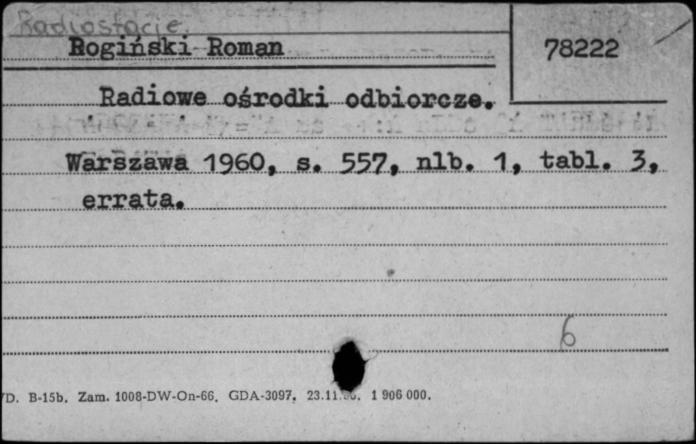 Radiostacje
Rogiński Roman
78222
Radiowe ośrodki odbiorcze.
Warszawa 1960, s. 557, nlb. 1, tabl. 3,
errata.
6
D. B-15b. Zam. 1008-DW-On-66. GDA-3097. 23.11. 1 906 000.